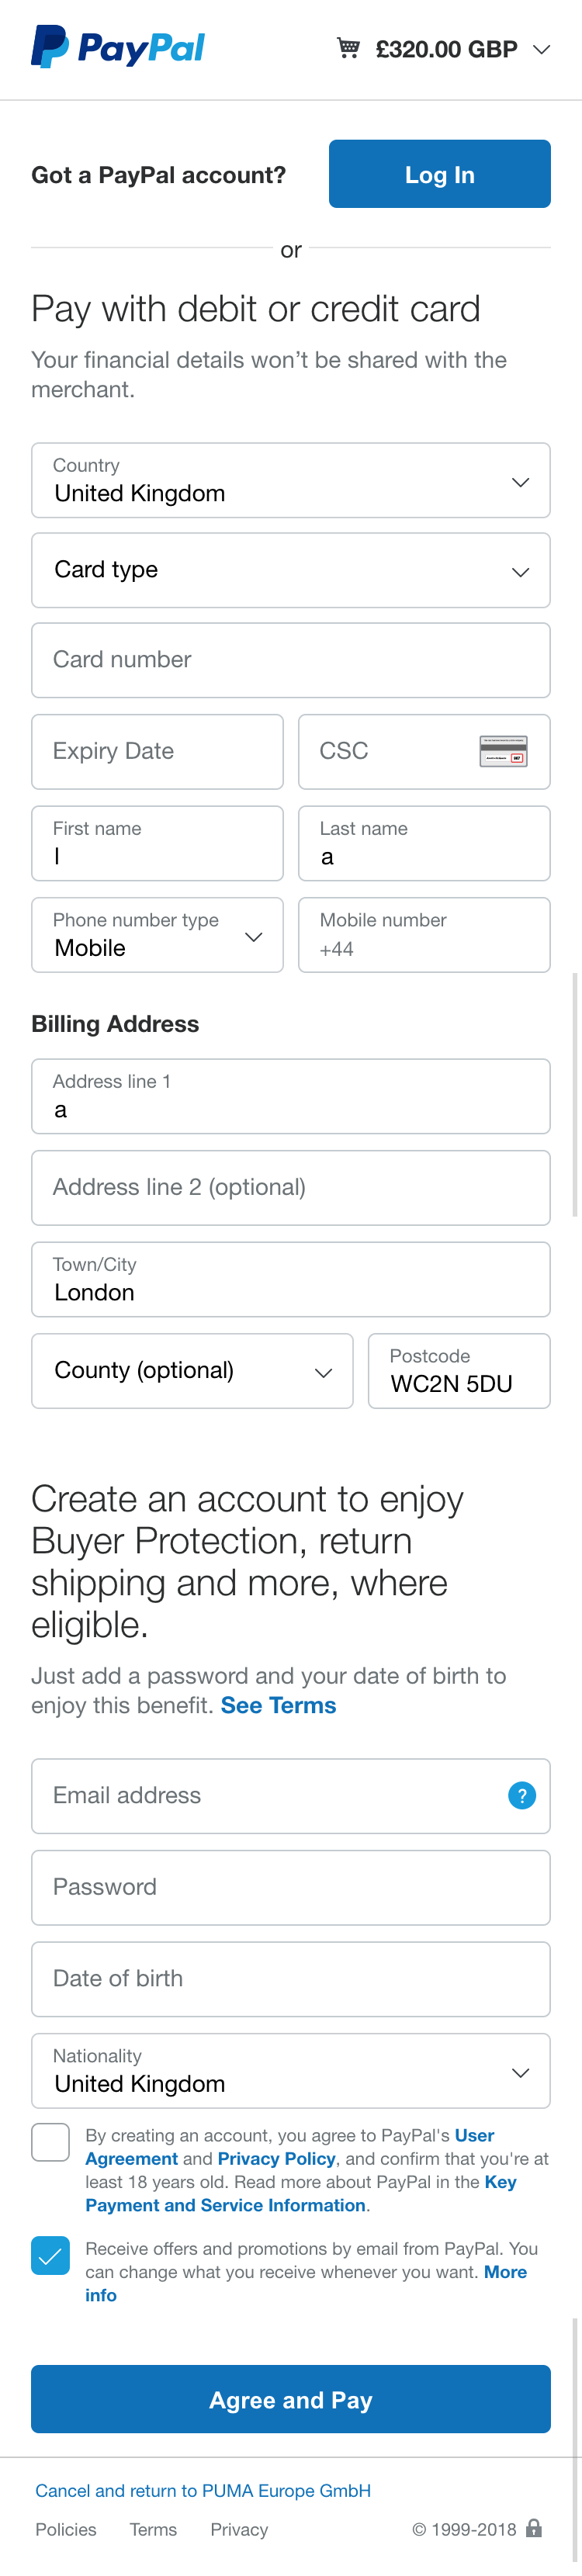 PayPal
£320.00 GBP
Got a PayPal account?
Log In
or
Pay with debit or credit card
Your financial details won’t be shared with the
merchant.
Country
United Kingdom
Card type
Card number
Expiry Date
CSC
First name
Last name
l
a
Phone number type
Mobile number
Mobile
+44
Billing Address
Address line 1
a
Address line 2 (optional)
Town/City
London
County (optional)
Postcode
WC2N 5DU
Create an account to enjoy
Buyer Protection, return
shipping and more, where
eligible.
Just add a password and your date of birth to
enjoy this benefit. See Terms
Email address
?
Password
Date of birth
Nationality
United Kingdom
By creating an account, you agree to PayPal's User
Agreement and Privacy Policy, and confirm that you're at
least 18 years old. Read more about PayPal in the Key
Payment and Service Information.
Receive offers and promotions by email from PayPal. You
can change what you receive whenever you want. More
info
Agree and Pay
Cancel and return to PUMA Europe GmbH
Policies Terms Privacy © 1999-2018